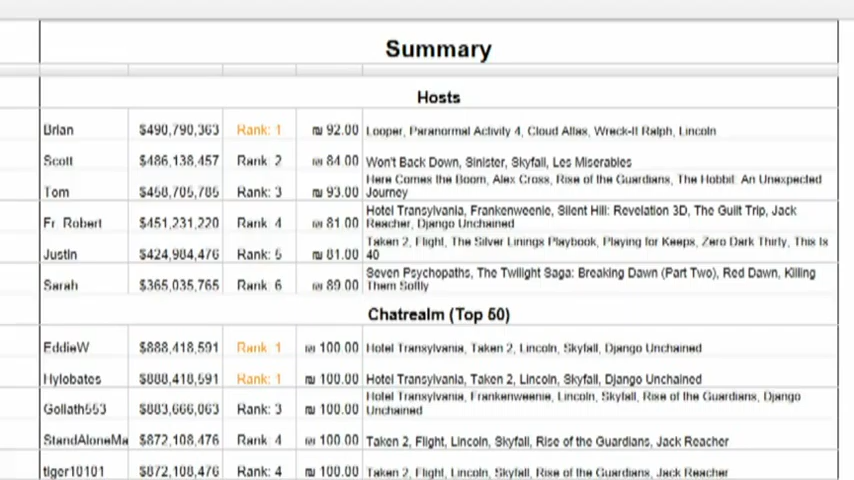 Summary
Hosts
Brian $490,790,363 Rank: 1 ₪ 92.00 Looper, Paranormal Activity 4, Cloud Atlas, Wreck-It Ralph, Lincoln
Scott $486,138,457 Rank 2 ₪ 84.00 Won't Back Down, Sinister, Skyfall, Les Miserables
Here Comes the Boom, Alex Cross, Rise of the Guardians, The Hobbit: An Unexpected
Tom $458,705,785 Rank: 3 ₪ 93.00 Journey
Hotel Transylvania, Frankenweenie, Silent Hill: Revelation 3D, The Guilt Trip, Jack
Fr. Robert $451,231,220 Rank 4 ₪ 81.00 Reacher, Django Unchained
Taken 2, Flight, The Silver Linings Playbook, Playing for Keeps, Zero Dark Thirty, This Is
Justin $424,984,476 Rank: 5 ₪ 81.00 40
Seven Psychopaths, The Twilight Saga: Breaking Dawn (Part Two), Red Dawn, Killing
Sarah $365,035,765 Rank 6 ₪ 89.00 Them Softly
Chatrealm (Top 50)
EddieW $888,418,591 Rank 1 ₪ 100.00 Hotel Transylvania, Taken 2, Lincoln, Skyfall, Django Unchained
Hylobates $888,418,591 Rank: 1 ₪ 100.00 Hotel Transylvania, Taken 2, Lincoln, Skyfall, Django Unchained
Hotel Transylvania, Frankenweenie, Lincoln, Skyfall, Rise of the Guardians, Django
Goliath553 $883,666,063 Rank: 3 ₪ 100.00 Unchained
StandAloneMa $872,108,476 Rank 4 ₪ 100.00 Taken 2, Flight, Lincoln, Skyfall, Rise of the Guardians, Jack Reacher
tiger10101 $872,108,476 Rank: 4 ₪ 100.00 Taken 2, Flight, Lincoln, Skyfall, Rise of the Guardians, Jack Reacher